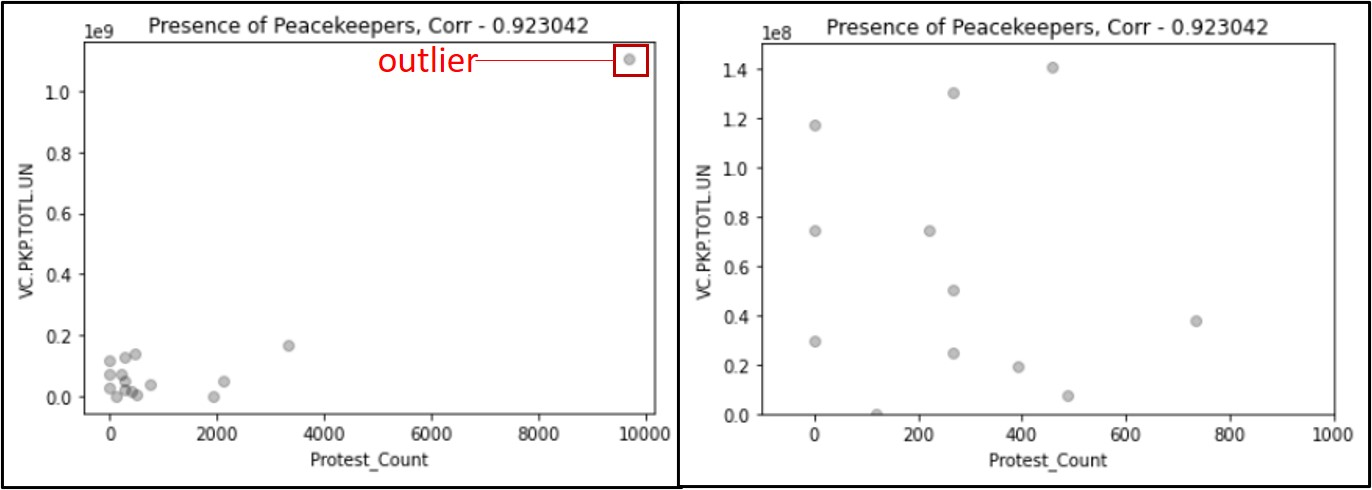 Presence of Peacekeepers, Corr - 0.923042
1e9
outlier
1.0
0.8
0.6
0.4
0.2
0.0
VC.PKP.TOTL.UN
0 2000 4000 6000 8000 10000
Protest_Count
Presence of Peacekeepers, Corr - 0.923042
1e8
1.4
1.2
1.0
0.8
0.6
0.4
0.2
0.0
VC.PKP.TOTL.UN
0 200 400 600 800 1000
Protest_Count